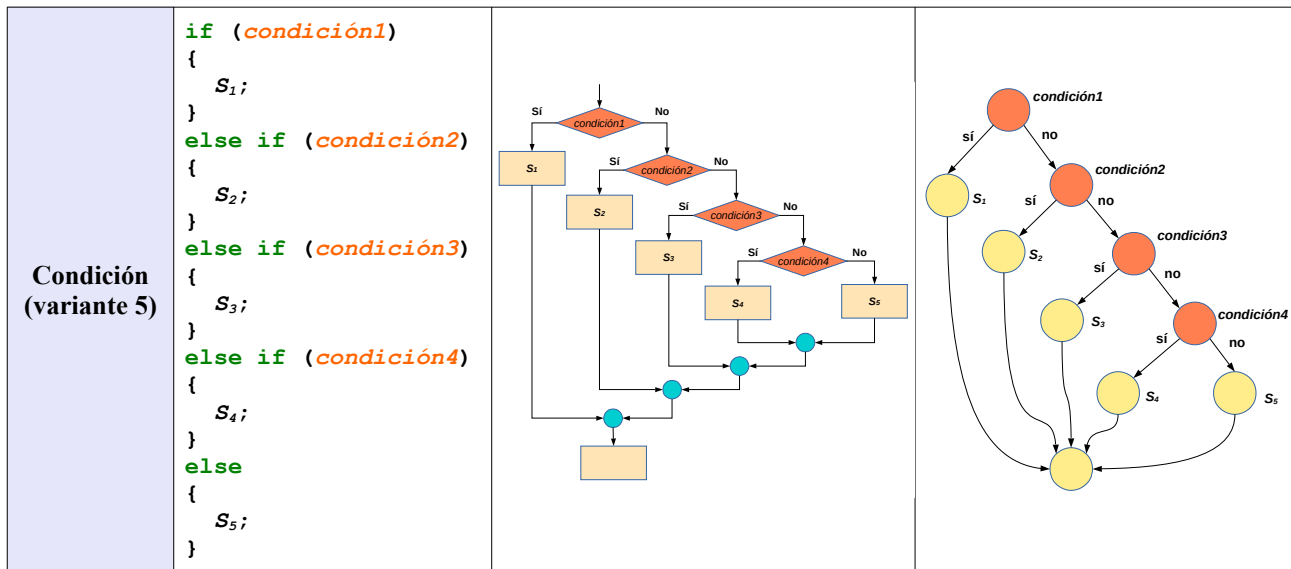 Condición
(variante 5)
if (condición1)
{
S1;
}
else if (condición2)
{
S2;
}
else if (condición3)
{
S3;
}
else if (condición4)
{
S4;
}
else
{
S5;
}
Sí
No
condición1
S1
Sí
No
condición2
S2
Sí
No
condición3
S3
Sí
No
condición4
S4
S5
condición1
sí
no
condición2
S1
sí
no
condición3
S2
sí
no
condición4
S3
sí
no
S4
S5